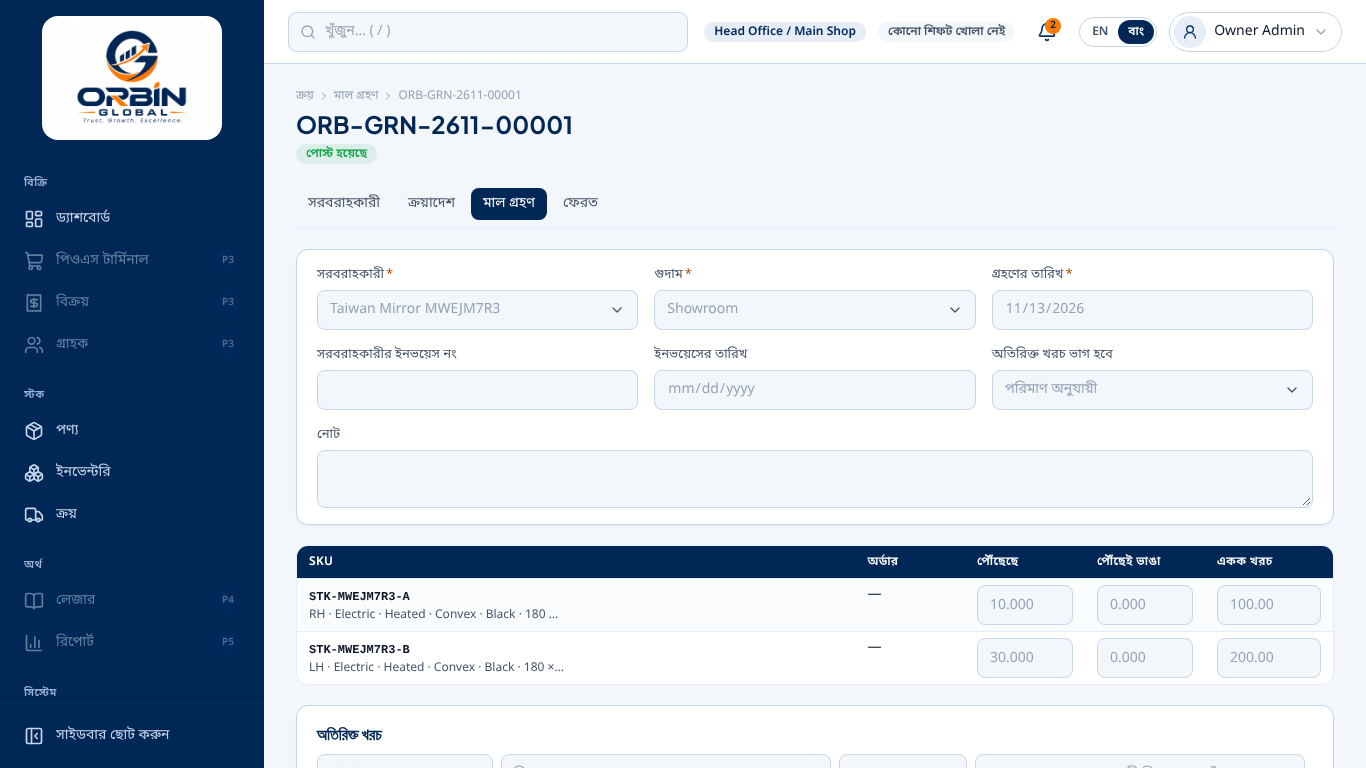 ORBIN
GLOBAL
Trust. Growth. Excellence.
খুঁজুন... ( / )
Head Office / Main Shop
কোনো শিফট খোলা নেই
2
EN
বাং
Owner Admin
বিক্রি
ড্যাশবোর্ড
পিওএস টার্মিনাল P3
বিক্রয় P3
গ্রাহক P3
স্টক
পণ্য
ইনভেন্টরি
ক্রয়
অর্থ
লেজার P4
রিপোর্ট P5
সিস্টেম
সাইডবার ছোট করুন
ক্রয় > মাল গ্রহণ > ORB-GRN-2611-00001
ORB-GRN-2611-00001
পোস্ট হয়েছে
সরবরাহকারী ক্রয়াদেশ মাল গ্রহণ ফেরত
সরবরাহকারী * গুদাম * গ্রহণের তারিখ *
Taiwan Mirror MWEJM7R3 Showroom 11/13/2026
সরবরাহকারীর ইনভয়েস নং ইনভয়েসের তারিখ অতিরিক্ত খরচ ভাগ হবে
mm/dd/yyyy পরিমাণ অনুযায়ী
নোট
SKU অর্ডার পৌঁছেছে পৌঁছেই ভাঙা একক খরচ
STK-MWEJM7R3-A — 10.000 0.000 100.00
RH · Electric · Heated · Convex · Black · 180 ...
STK-MWEJM7R3-B — 30.000 0.000 200.00
LH · Electric · Heated · Convex · Black · 180 ×...
অতিরিক্ত খরচ